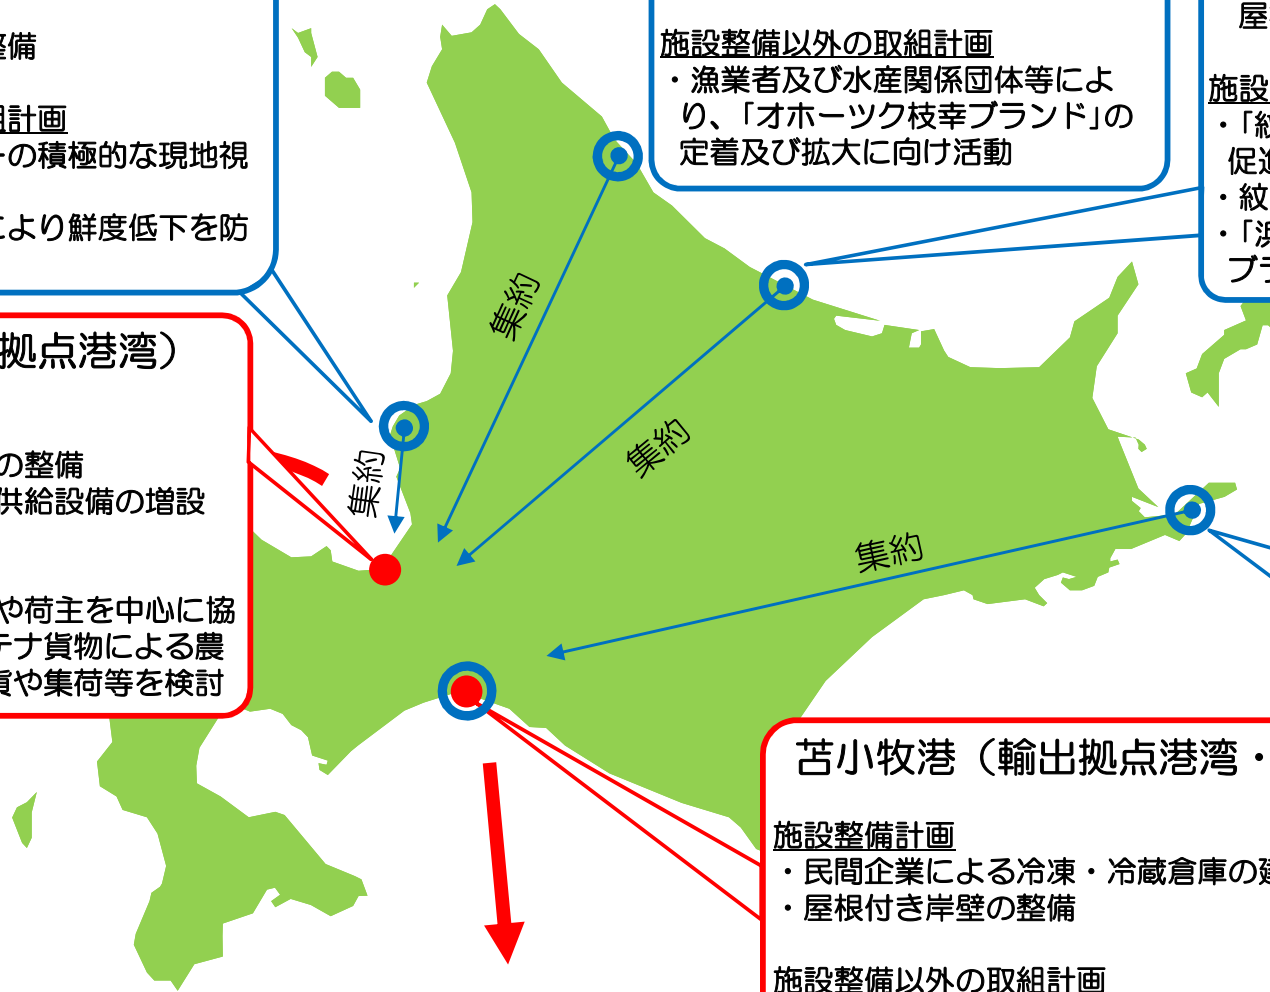 整備
組計画
ーの積極的な現地視
により鮮度低下を防
拠点港湾）
の整備
供給設備の増設
や荷主を中心に協
テナ貨物による農
貨や集荷等を検討
施設整備以外の取組計画
・漁業者及び水産関係団体等によ
り、「オホーツク枝幸ブランド」の
定着及び拡大に向け活動
屋
施設
・「紋
促進
・紋
・「浜
ブラ
集約
集約
集約
集約
苫小牧港（輸出拠点港湾・
施設整備計画
・民間企業による冷凍・冷蔵倉庫の建
・屋根付き岸壁の整備
施設整備以外の取組計画